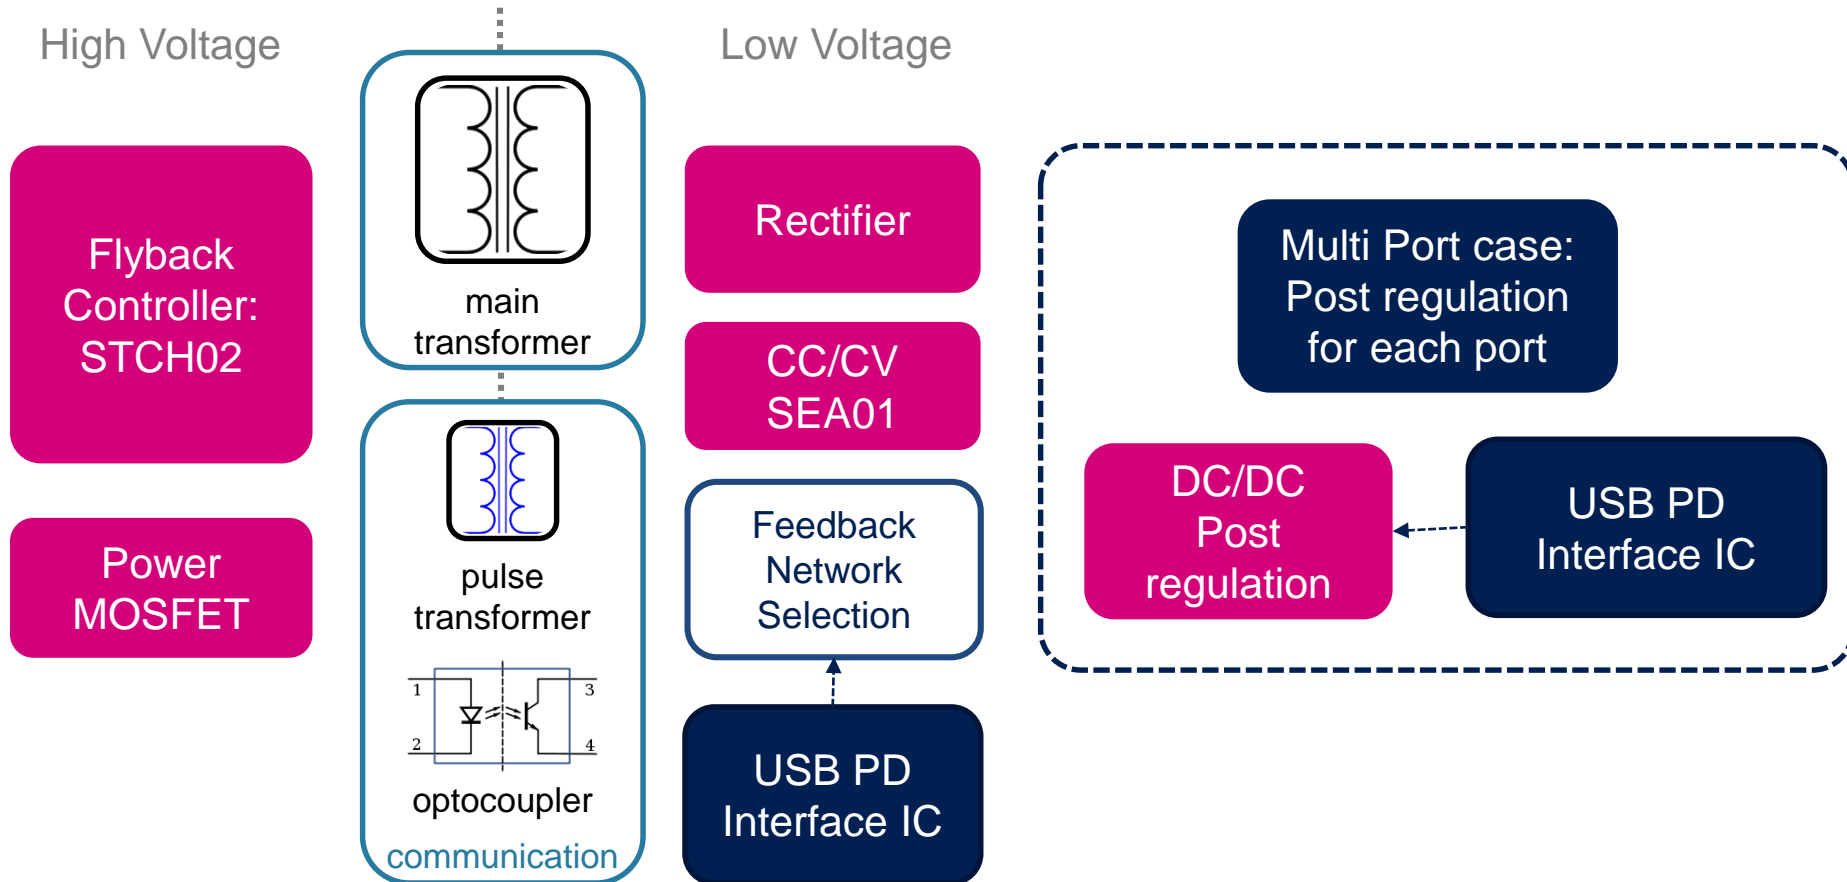 High Voltage
Low Voltage
Flyback
Controller:
STCH02
Power
MOSFET
main
transformer
pulse
transformer
1
2
3
4
optocoupler
communication
Rectifier
CC/CV
SEA01
Feedback
Network
Selection
USB PD
Interface IC
Multi Port case:
Post regulation
for each port
DC/DC
Post
regulation
USB PD
Interface IC